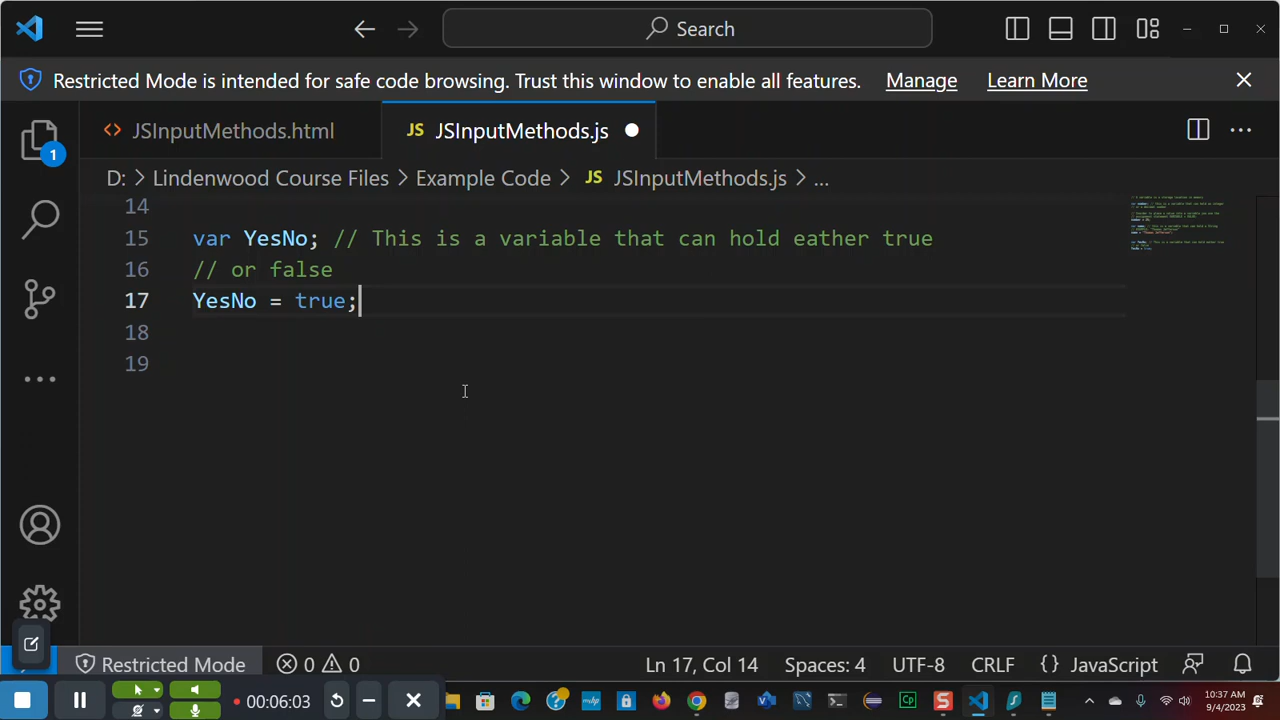 Search
Restricted Mode is intended for safe code browsing. Trust this window to enable all features. Manage Learn More
JSInputMethods.html JS JSInputMethods.js
1
D: > Lindenwood Course Files > Example Code > JS JSInputMethods.js > ...
14
15 var YesNo; // This is a variable that can hold eather true
16 // or false
17 YesNo = true;
18
19
Restricted Mode 0 0 Ln 17, Col 14 Spaces: 4 UTF-8 CRLF {} JavaScript
00:06:03
10:37 AM
9/4/2023